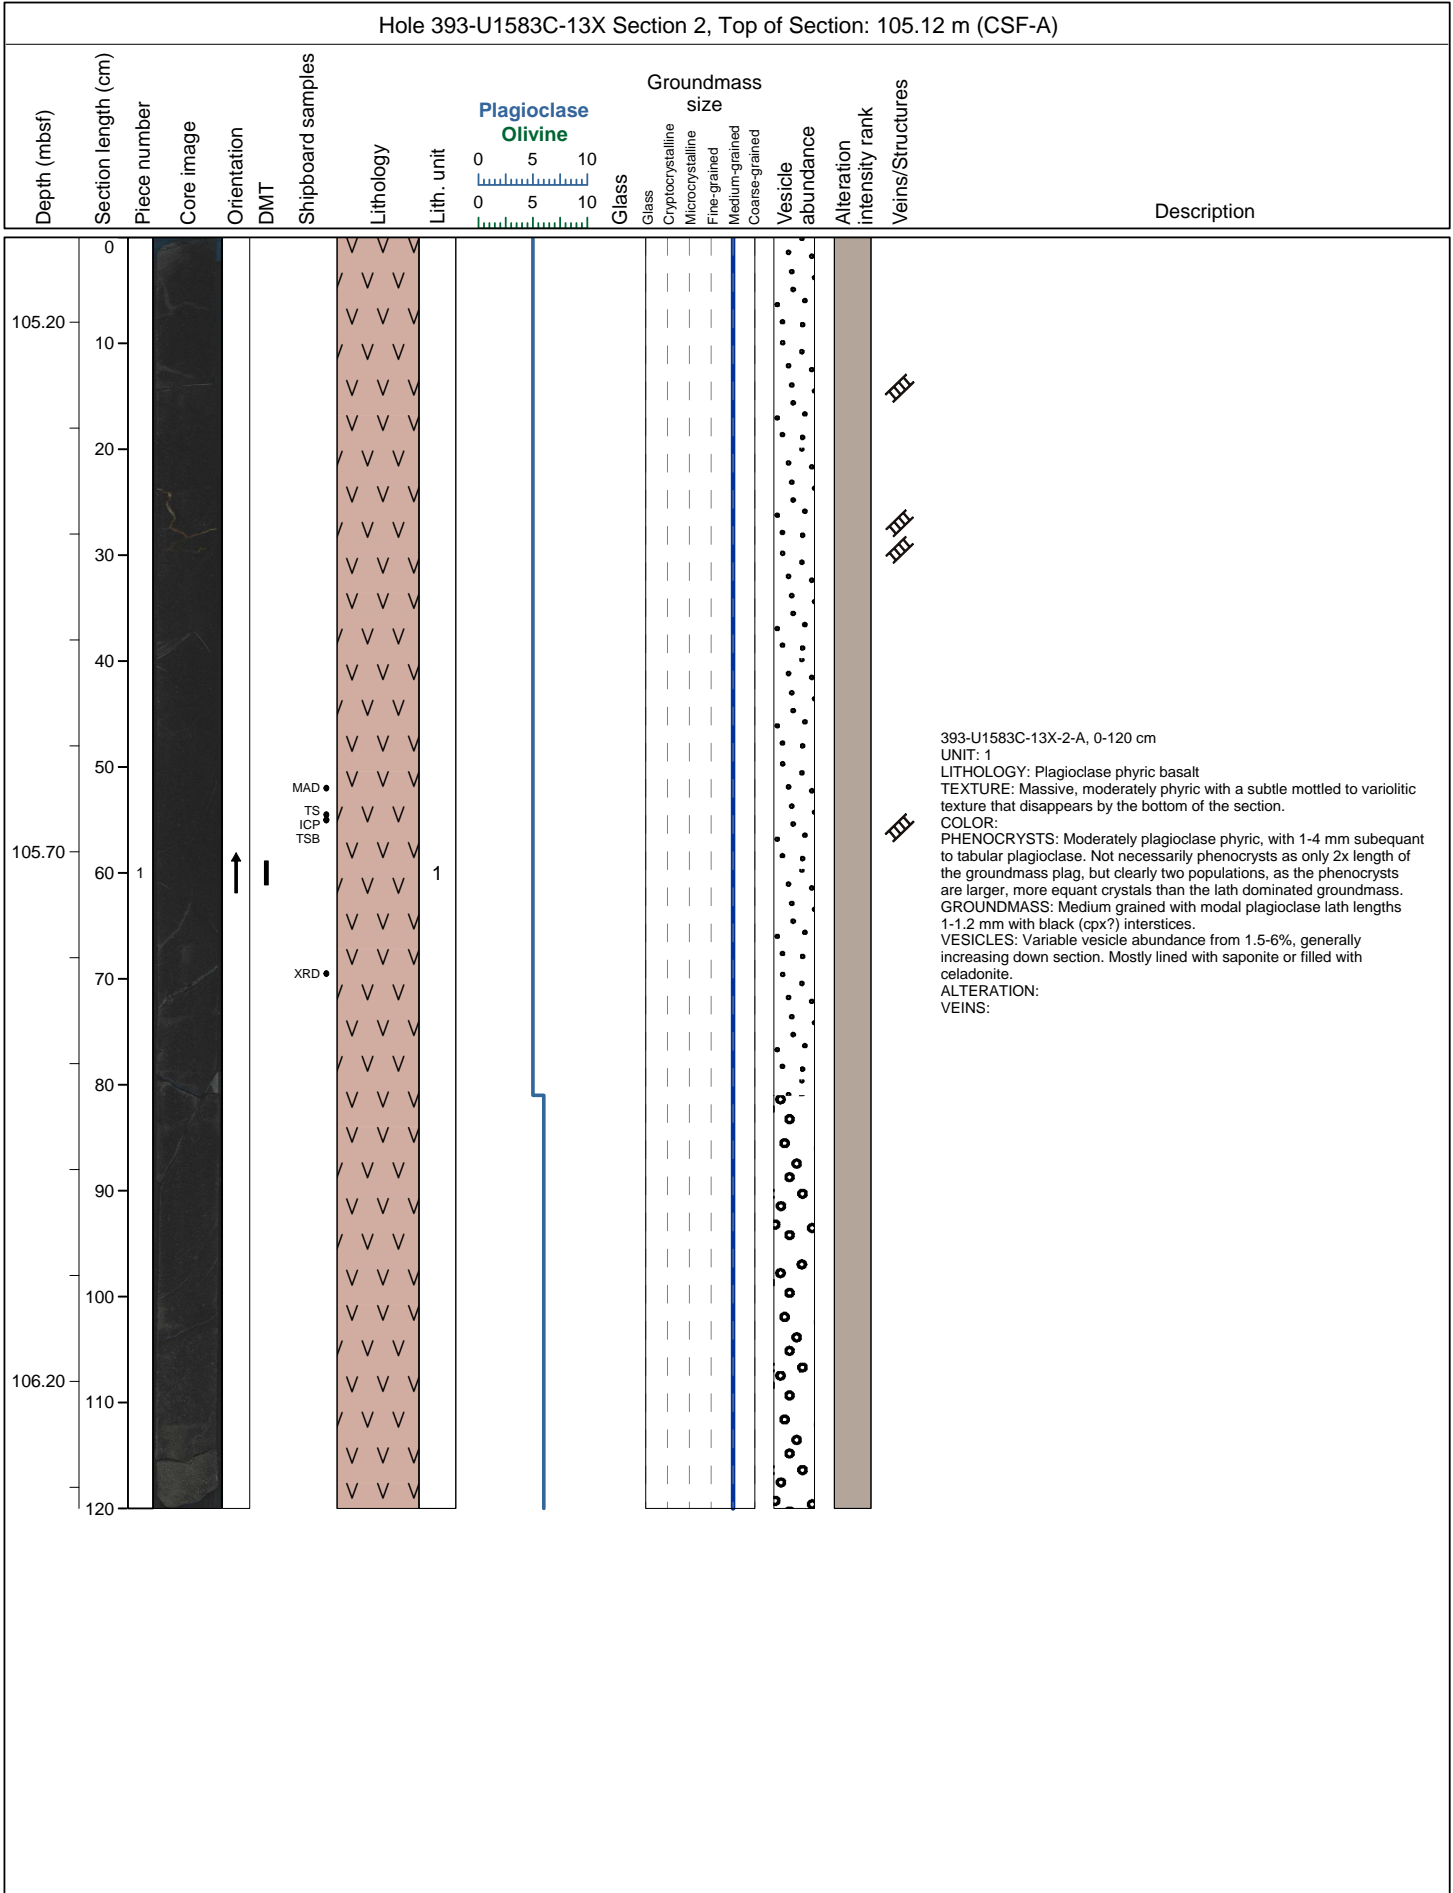 Hole 393-U1583C-13X Section 2, Top of Section: 105.12 m (CSF-A)
Depth (mbsf)
Section length (cm)
Piece number
Core image
Orientation
DMT
Shipboard samples
Lithology
Lith. unit
Plagioclase
Olivine
0 5 10
0 5 10
Glass
Groundmass
size
Glass
Cryptocrystalline
Microcrystalline
Fine-grained
Medium-grained
Coarse-grained
Vesicle
abundance
Alteration
intensity rank
Veins/Structures
Description
0
105.20
10
20
30
40
50
MAD
TS
ICP
TSB
105.70
60
1
1
XRD
70
80
90
100
106.20
110
120
393-U1583C-13X-2-A, 0-120 cm
UNIT: 1
LITHOLOGY: Plagioclase phyric basalt
TEXTURE: Massive, moderately phyric with a subtle mottled to variolitic
texture that disappears by the bottom of the section.
COLOR:
PHENOCRYSTS: Moderately plagioclase phyric, with 1-4 mm subequant
to tabular plagioclase. Not necessarily phenocrysts as only 2x length of
the groundmass plag, but clearly two populations, as the phenocrysts
are larger, more equant crystals than the lath dominated groundmass.
GROUNDMASS: Medium grained with modal plagioclase lath lengths
1-1.2 mm with black (cpx?) interstices.
VESICLES: Variable vesicle abundance from 1.5-6%, generally
increasing down section. Mostly lined with saponite or filled with
celadonite.
ALTERATION:
VEINS: